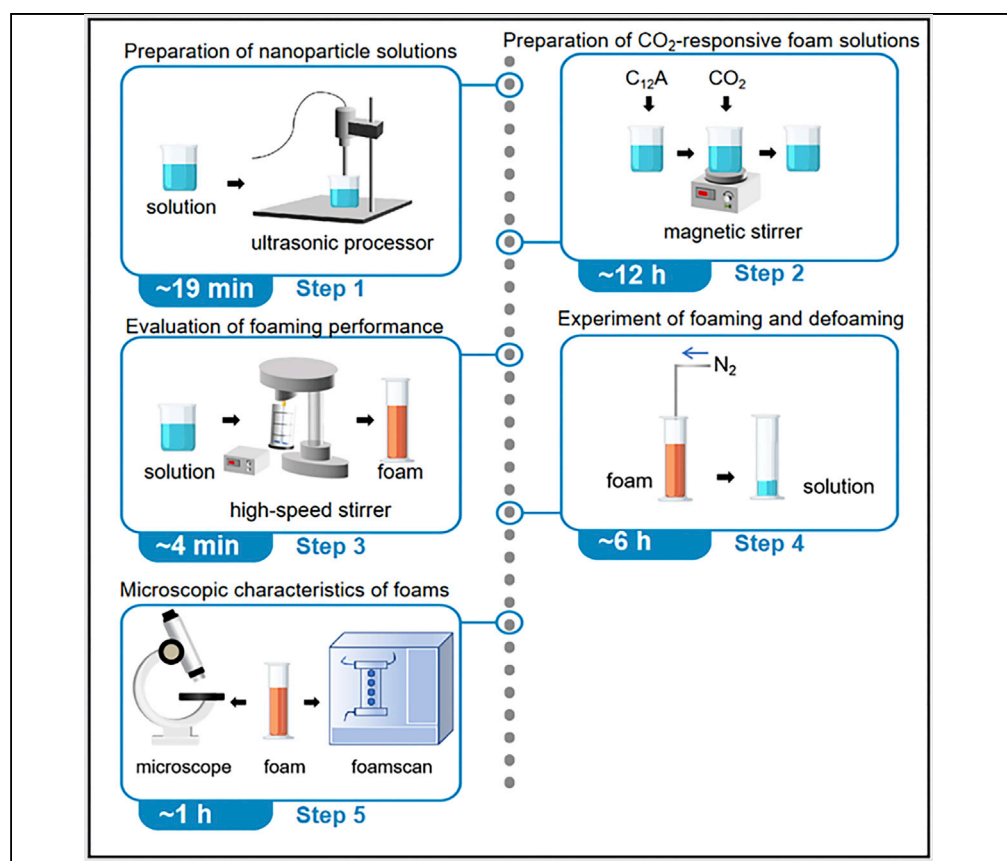 Preparation of nanoparticle solutions
solution
ultrasonic processor
~19 min Step 1
Preparation of CO₂-responsive foam solutions
C₁₂A CO₂
magnetic stirrer
~12 h Step 2
Evaluation of foaming performance
solution
foam
high-speed stirrer
~4 min Step 3
Experiment of foaming and defoaming
N₂
foam
solution
~6 h Step 4
Microscopic characteristics of foams
microscope foam foamscan
~1 h Step 5